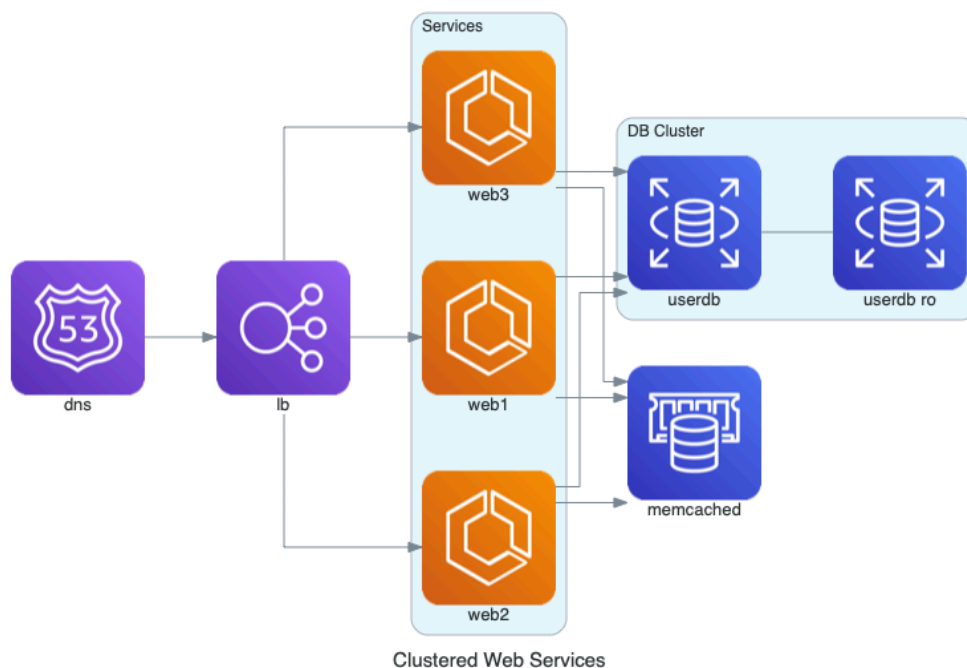 Services
web3
DB Cluster
userdb
userdb ro
53
dns
lb
web1
memcached
web2
Clustered Web Services